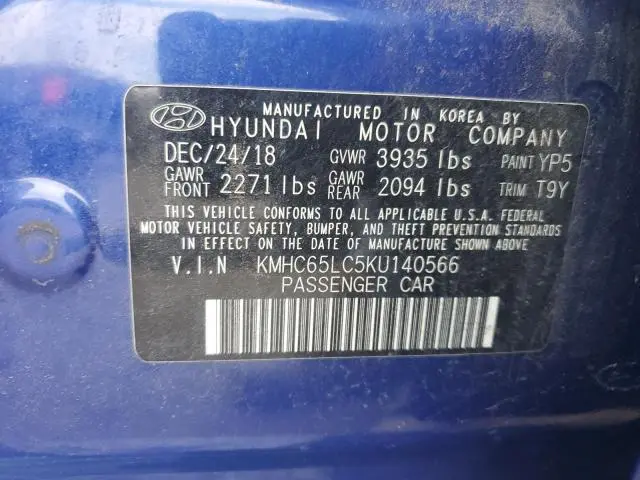 MANUFACTURED IN KOREA BY
HYUNDAI MOTOR COMPANY
DEC/24/18 GVWR 3935 lbs PAINT YP5
GAWR FRONT 2271 lbs GAWR REAR 2094 lbs TRIM T9Y
THIS VEHICLE CONFORMS TO ALL APPLICABLE U.S.A. FEDERAL
MOTOR VEHICLE SAFETY, BUMPER, AND THEFT PREVENTION STANDARDS
IN EFFECT ON THE DATE OF MANUFACTURE SHOWN ABOVE.
V.I.N KMHC65LC5KU140566
PASSENGER CAR